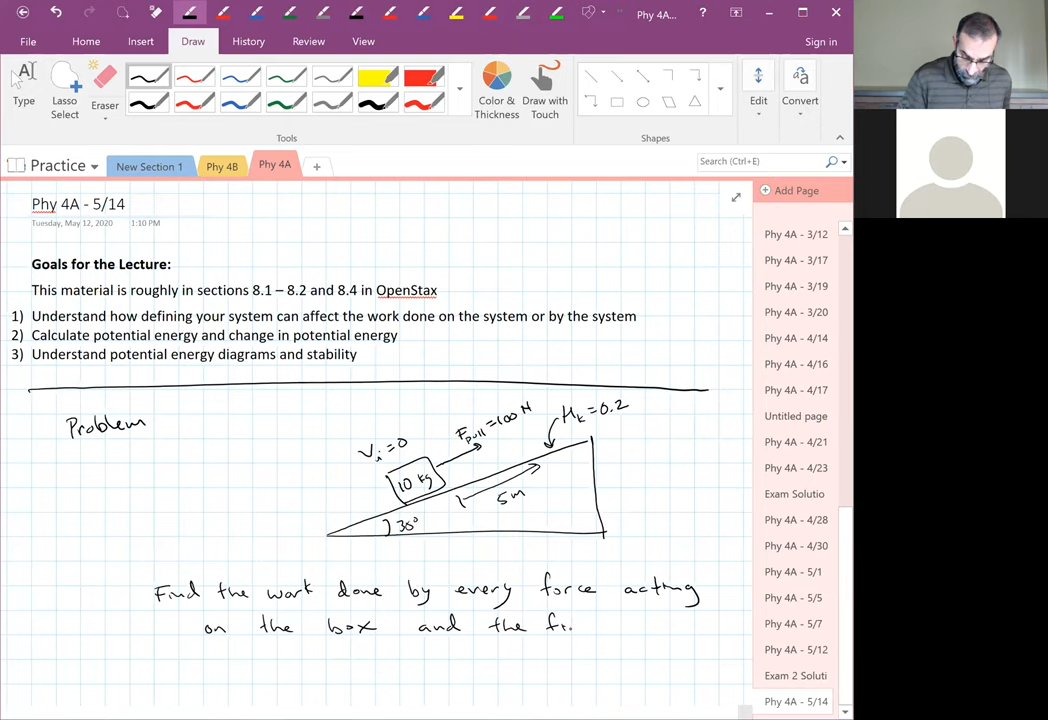 Phy 4A...
?
File
Home
Insert
Draw
History
Review
View
Sign in
Type
Lasso
Select
Eraser
Color &
Thickness
Draw with
Touch
Edit
Convert
Tools
Shapes
Practice
New Section 1
Phy 4B
Phy 4A
+
Search (Ctrl+E)
Add Page
Phy 4A - 5/14
Tuesday, May 12, 2020 1:10 PM
Goals for the Lecture:
This material is roughly in sections 8.1 – 8.2 and 8.4 in OpenStax
1) Understand how defining your system can affect the work done on the system or by the system
2) Calculate potential energy and change in potential energy
3) Understand potential energy diagrams and stability
Problem
Vi=0
Fpull=100N
μk=0.2
10 kg
5m
30°
Find the work done by every force acting
on the box and the fi
Phy 4A - 3/12
Phy 4A - 3/17
Phy 4A - 3/19
Phy 4A - 3/20
Phy 4A - 4/14
Phy 4A - 4/16
Phy 4A - 4/17
Untitled page
Phy 4A - 4/21
Phy 4A - 4/23
Exam Solutio
Phy 4A - 4/28
Phy 4A - 4/30
Phy 4A - 5/1
Phy 4A - 5/5
Phy 4A - 5/7
Phy 4A - 5/12
Exam 2 Soluti
Phy 4A - 5/14